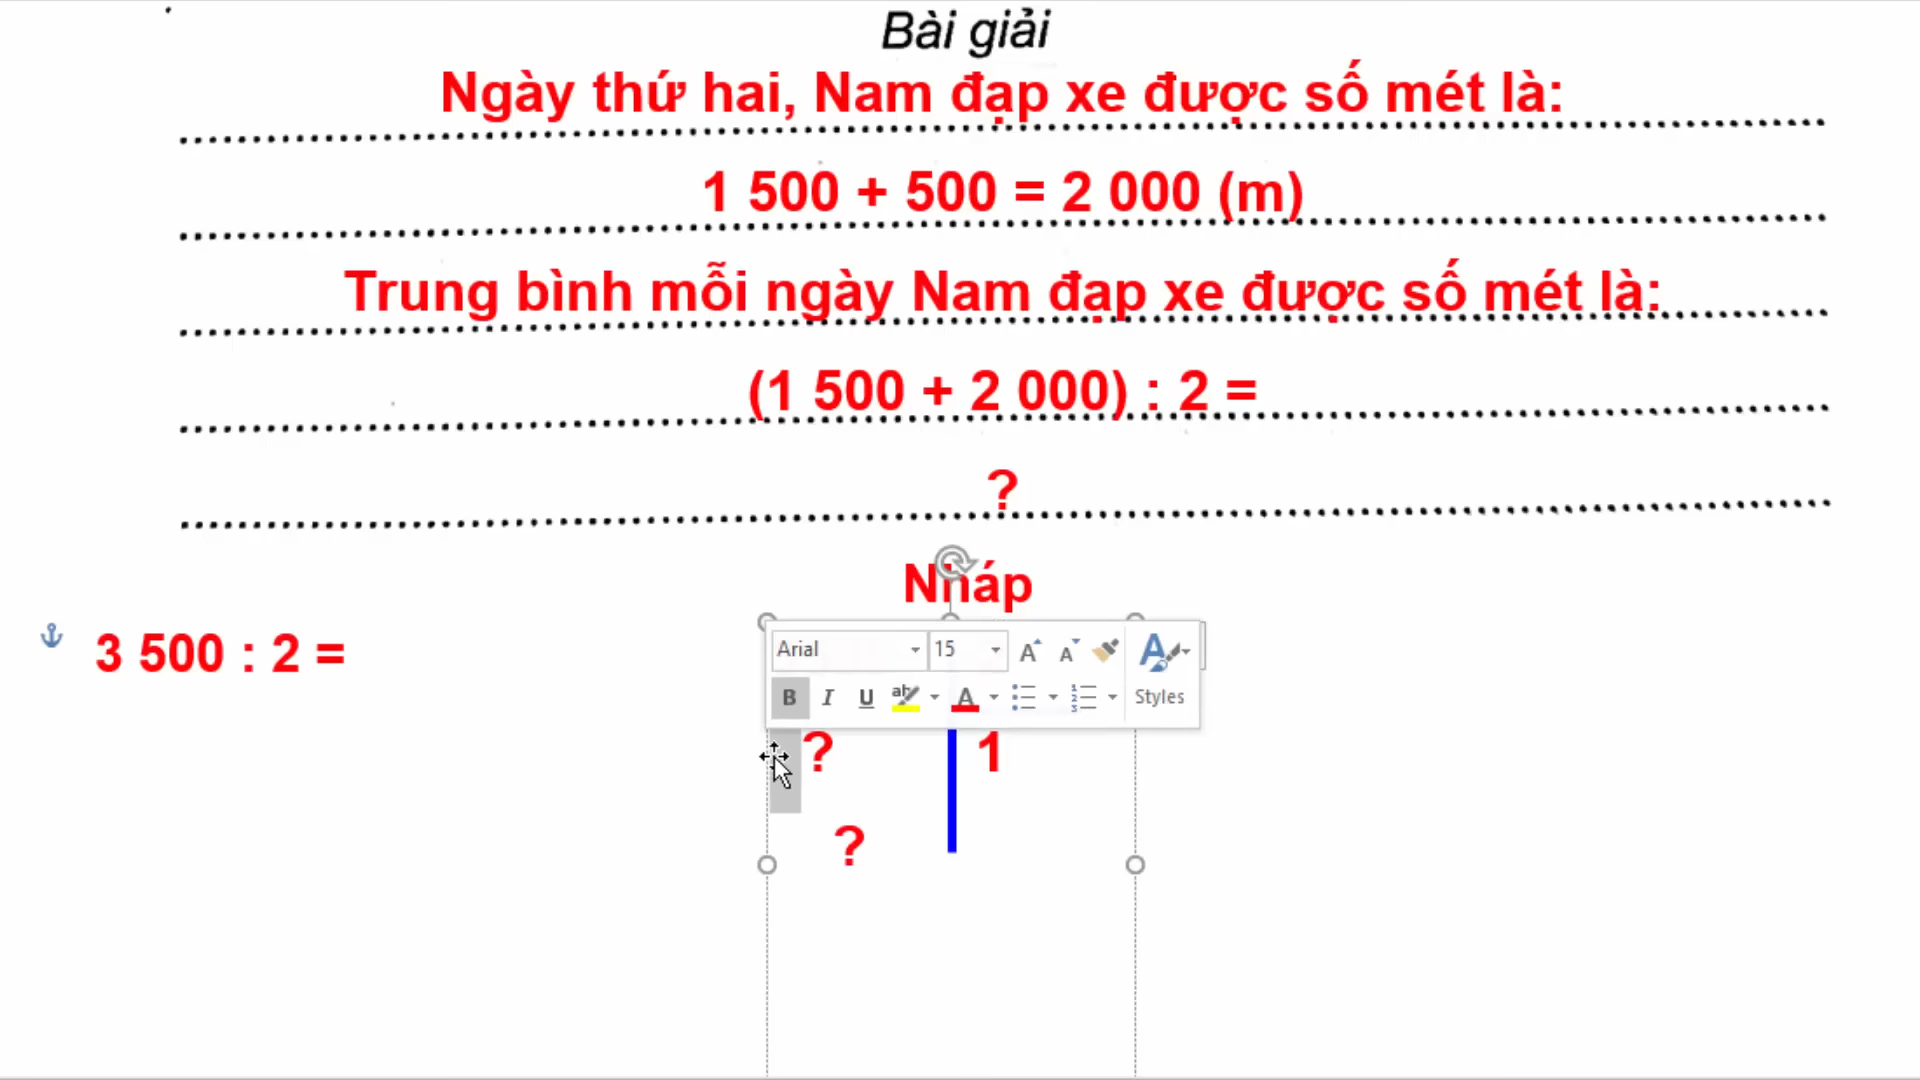 Bài giải
Ngày thứ hai, Nam đạp xe được số mét là:
1 500 + 500 = 2 000 (m)
Trung bình mỗi ngày Nam đạp xe được số mét là:
(1 500 + 2 000) : 2 =
?
Nháp
3 500 : 2 =
Arial 15
B I U Styles
? 1
?